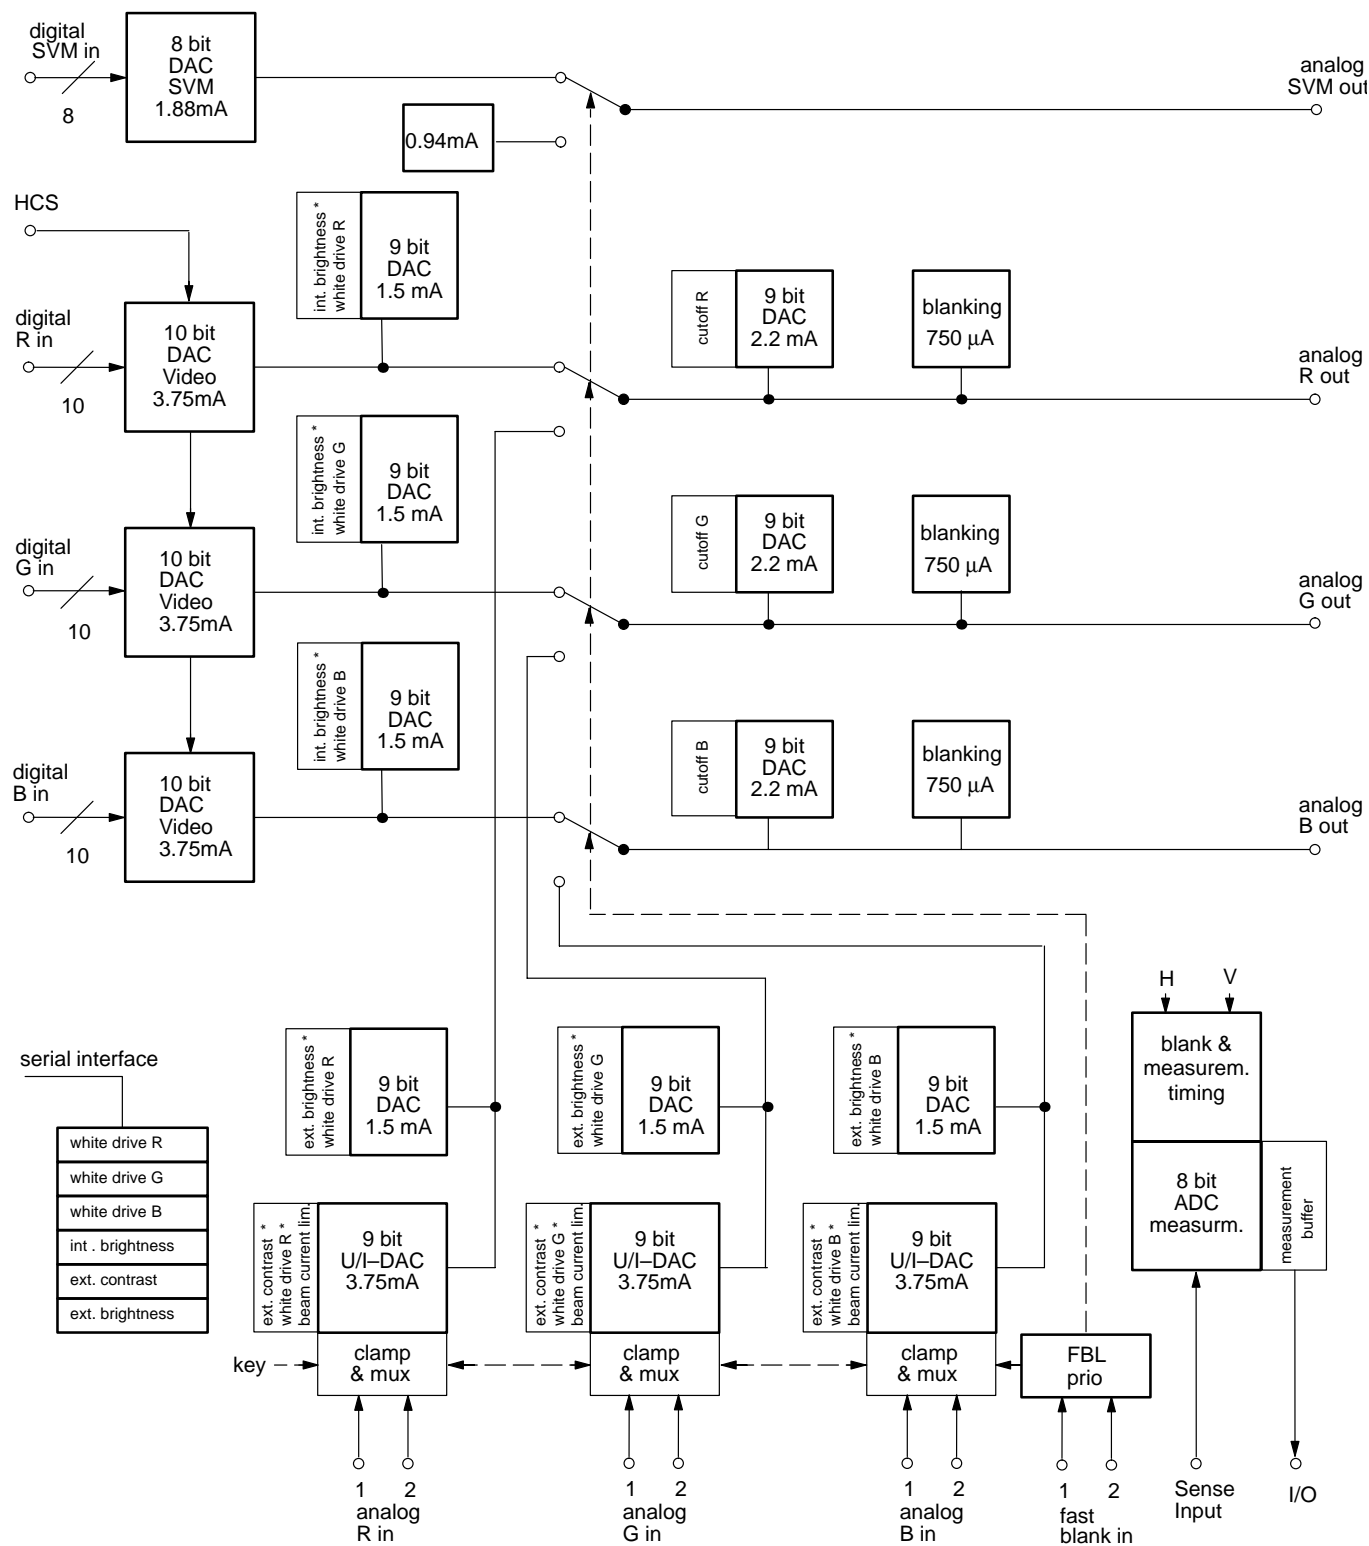 digital
SVM in
8
8 bit
DAC
SVM
1.88mA
0.94mA
analog
SVM out
HCS
int. brightness *
white drive R
9 bit
DAC
1.5 mA
digital
R in
10
10 bit
DAC
Video
3.75mA
cutoff R
9 bit
DAC
2.2 mA
blanking
750 μA
analog
R out
int. brightness *
white drive G
9 bit
DAC
1.5 mA
digital
G in
10
10 bit
DAC
Video
3.75mA
cutoff G
9 bit
DAC
2.2 mA
blanking
750 μA
analog
G out
int. brightness *
white drive B
9 bit
DAC
1.5 mA
digital
B in
10
10 bit
DAC
Video
3.75mA
cutoff B
9 bit
DAC
2.2 mA
blanking
750 μA
analog
B out
serial interface
white drive R
white drive G
white drive B
int . brightness
ext. contrast
ext. brightness
ext. brightness *
white drive R
9 bit
DAC
1.5 mA
ext. brightness *
white drive G
9 bit
DAC
1.5 mA
ext. brightness *
white drive B
9 bit
DAC
1.5 mA
H
V
blank &
measurem.
timing
8 bit
ADC
measurm.
measurement
buffer
ext. contrast *
white drive R *
beam current lim.
9 bit
U/I–DAC
3.75mA
ext. contrast *
white drive G *
beam current lim.
9 bit
U/I–DAC
3.75mA
ext. contrast *
white drive B *
beam current lim.
9 bit
U/I–DAC
3.75mA
key
clamp
& mux
clamp
& mux
clamp
& mux
FBL
prio
1 2
analog
R in
1 2
analog
G in
1 2
analog
B in
1 2
fast
blank in
Sense
Input
I/O